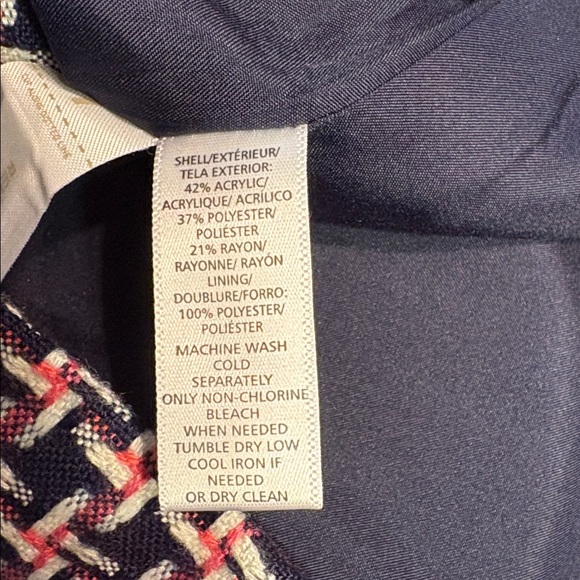 SHELL/EXTÉRIEUR/
TELA EXTERIOR:
42% ACRYLIC/
ACRYLIQUE/ ACRÍLICO
37% POLYESTER/
POLIÉSTER
21% RAYON/
RAYONNE/ RAYÓN
LINING/
DOUBLURE/FORRO:
100% POLYESTER/
POLIÉSTER
MACHINE WASH
COLD
SEPARATELY
ONLY NON-CHLORINE
BLEACH
WHEN NEEDED
TUMBLE DRY LOW
COOL IRON IF
NEEDED
OR DRY CLEAN